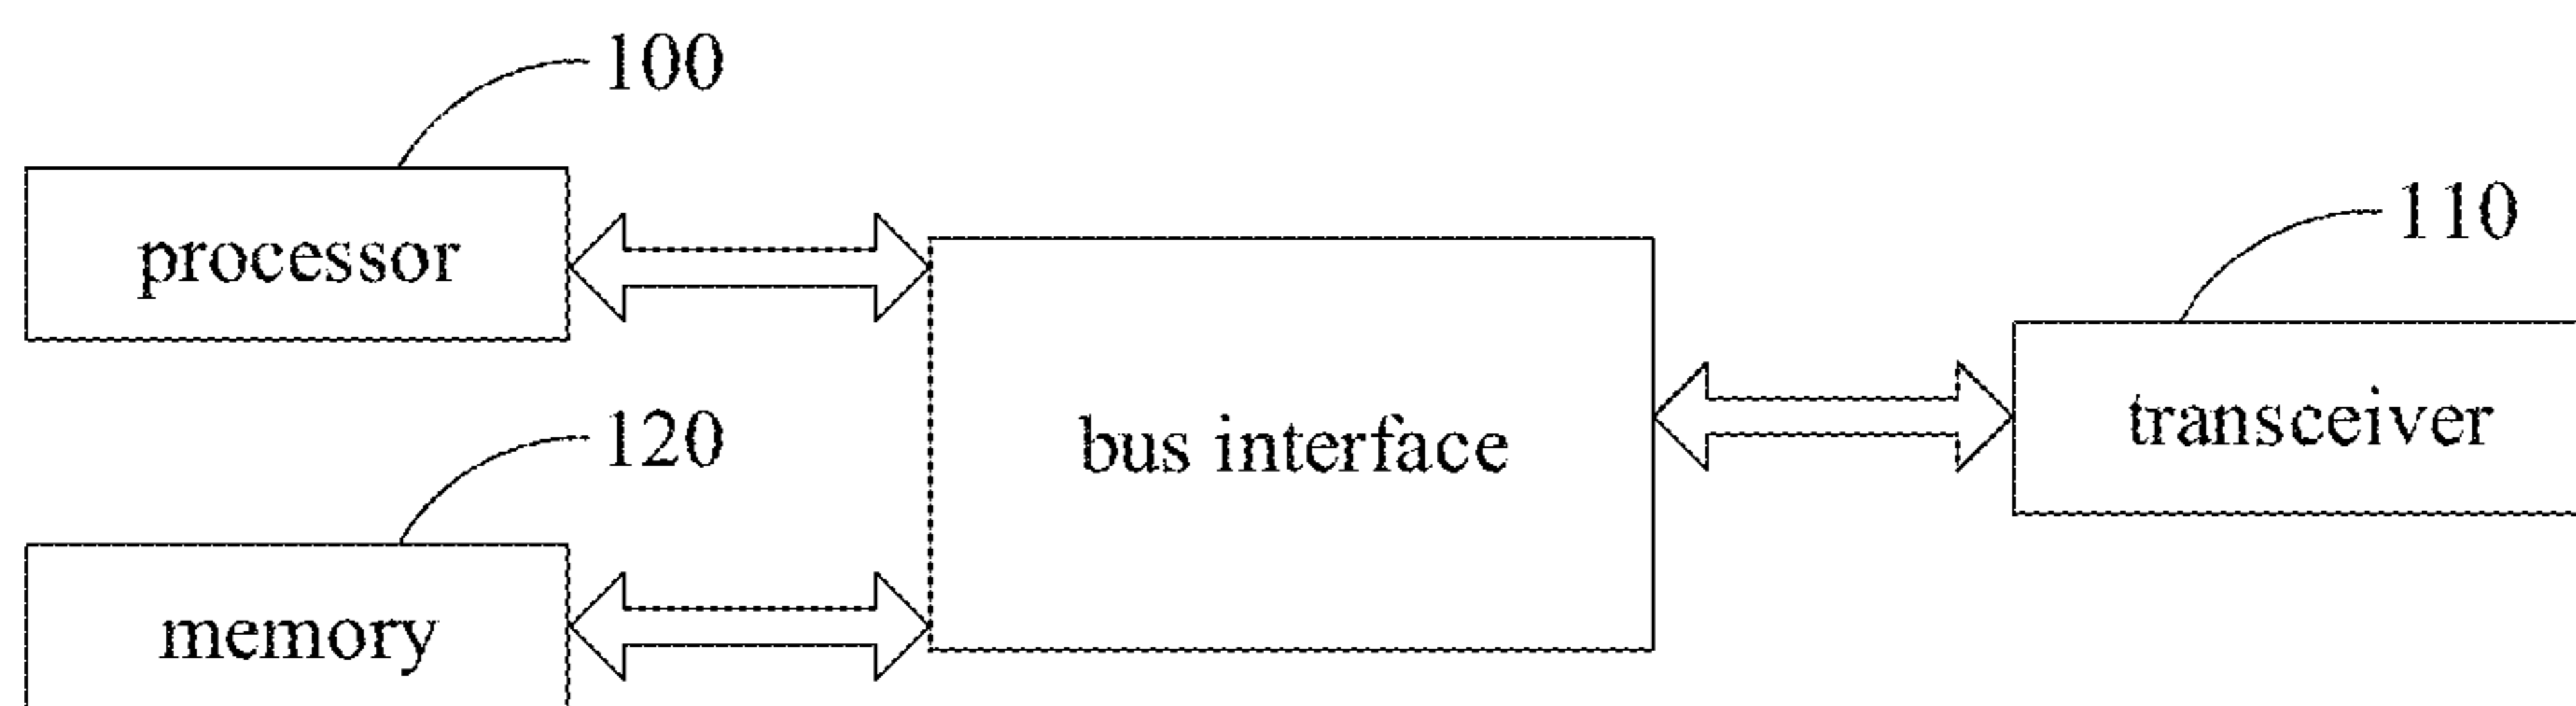 100
processor
110
bus interface
transceiver
120
memory